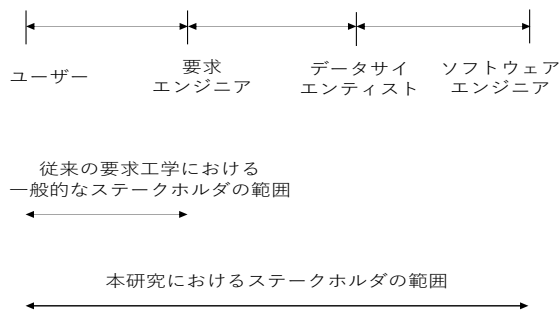 ユーザー
要求
エンジニア
データサイ
エンティスト
ソフトウェア
エンジニア
従来の要求工学における
一般的なステークホルダの範囲
本研究におけるステークホルダの範囲